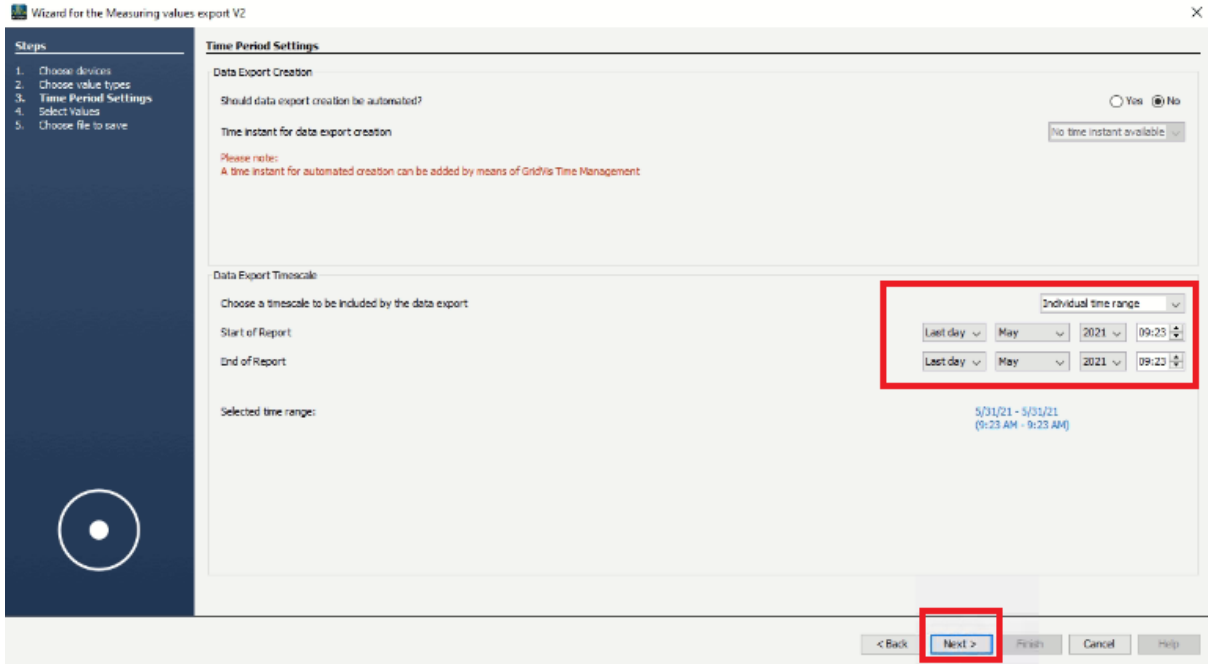 Wizard for the Measuring values export V2
Steps
1. Choose devices
2. Choose value types
3. Time Period Settings
4. Select Values
5. Choose file to save
Time Period Settings
Data Export Creation
Should data export creation be automated?
Yes No
Time instant for data export creation
No time instant available
Please note:
A time instant for automated creation can be added by means of GridVis Time Management
Data Export Timescale
Choose a timescale to be included by the data export
Individual time range
Start of Report
Last day May 2021 09:23
End of Report
Last day May 2021 09:23
Selected time range:
5/31/21 - 5/31/21
(9:23 AM - 9:23 AM)
< Back Next > Finish Cancel Help